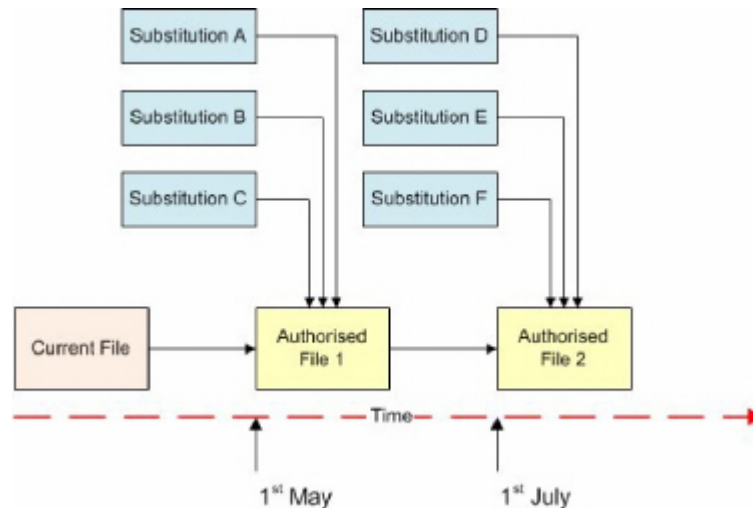 Substitution A
Substitution D
Substitution B
Substitution E
Substitution C
Substitution F
Current File
Authorised
File 1
Authorised
File 2
Time
1st May
1st July